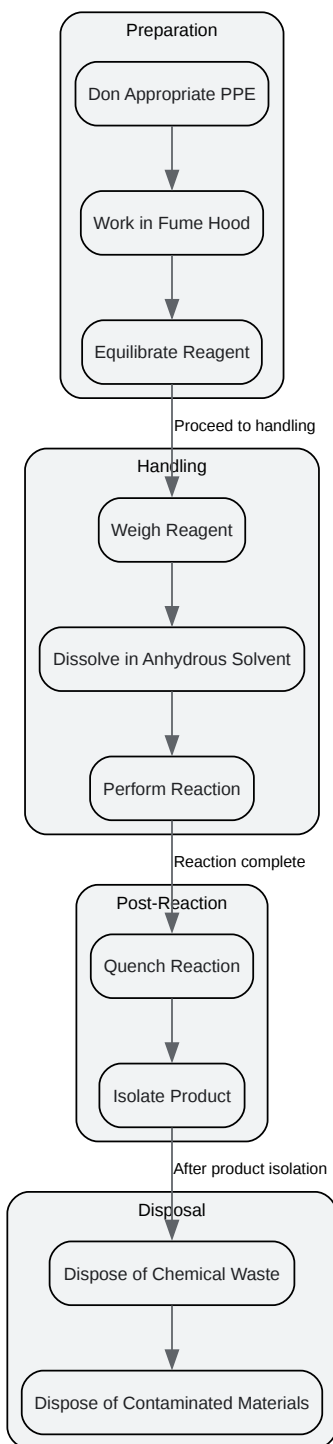 Preparation
Don Appropriate PPE
Work in Fume Hood
Equilibrate Reagent
Proceed to handling
Handling
Weigh Reagent
Dissolve in Anhydrous Solvent
Perform Reaction
Reaction complete
Post-Reaction
Quench Reaction
Isolate Product
After product isolation
Disposal
Dispose of Chemical Waste
Dispose of Contaminated Materials